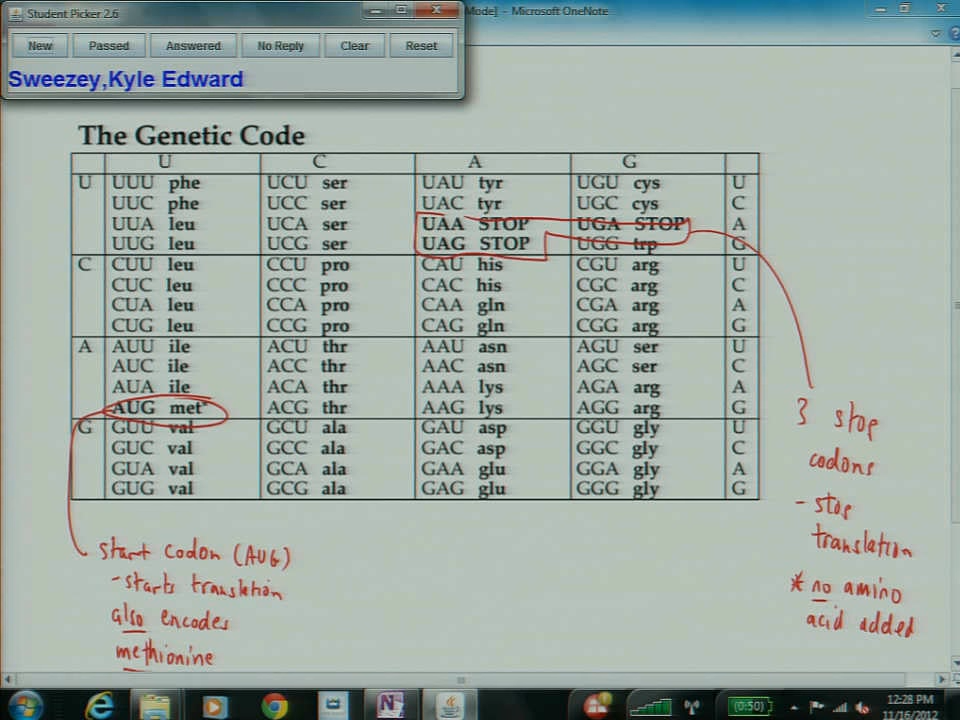 Student Picker 2.6
Mode] - Microsoft OneNote
New Passed Answered No Reply Clear Reset
Sweezey,Kyle Edward
The Genetic Code
U C A G
U UUU phe UCU ser UAU tyr UGU cys U
UUC phe UCC ser UAC tyr UGC cys C
UUA leu UCA ser UAA STOP UGA STOP A
UUG leu UCG ser UAG STOP UGG trp G
C CUU leu CCU pro CAU his CGU arg U
CUC leu CCC pro CAC his CGC arg C
CUA leu CCA pro CAA gln CGA arg A
CUG leu CCG pro CAG gln CGG arg G
A AUU ile ACU thr AAU asn AGU ser U
AUC ile ACC thr AAC asn AGC ser C
AUA ile ACA thr AAA lys AGA arg A
AUG met* ACG thr AAG lys AGG arg G
G GUU val GCU ala GAU asp GGU gly U
GUC val GCC ala GAC asp GGC gly C
GUA val GCA ala GAA glu GGA gly A
GUG val GCG ala GAG glu GGG gly G
3 stop
codons
- stop
translation
* no amino
acid added
start codon (AUG)
- starts translation
also encodes
methionine
(0:50)
12:28 PM
11/16/2012